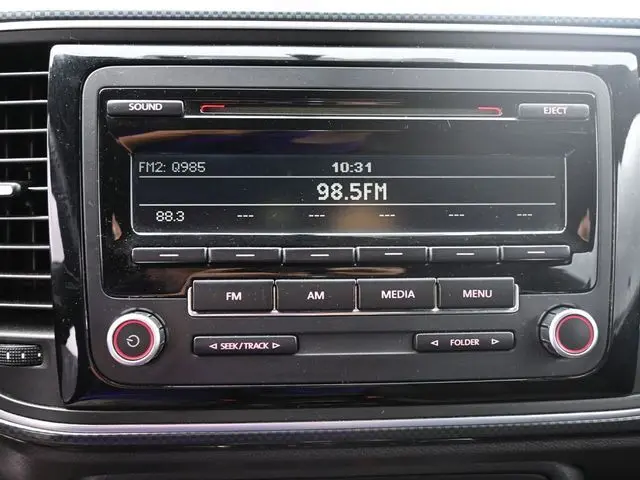 SOUND EJECT
FM2: Q985 10:31
98.5FM
88.3 --- --- --- --- ---
FM AM MEDIA MENU
◁ SEEK/TRACK ▷ ◁ FOLDER ▷